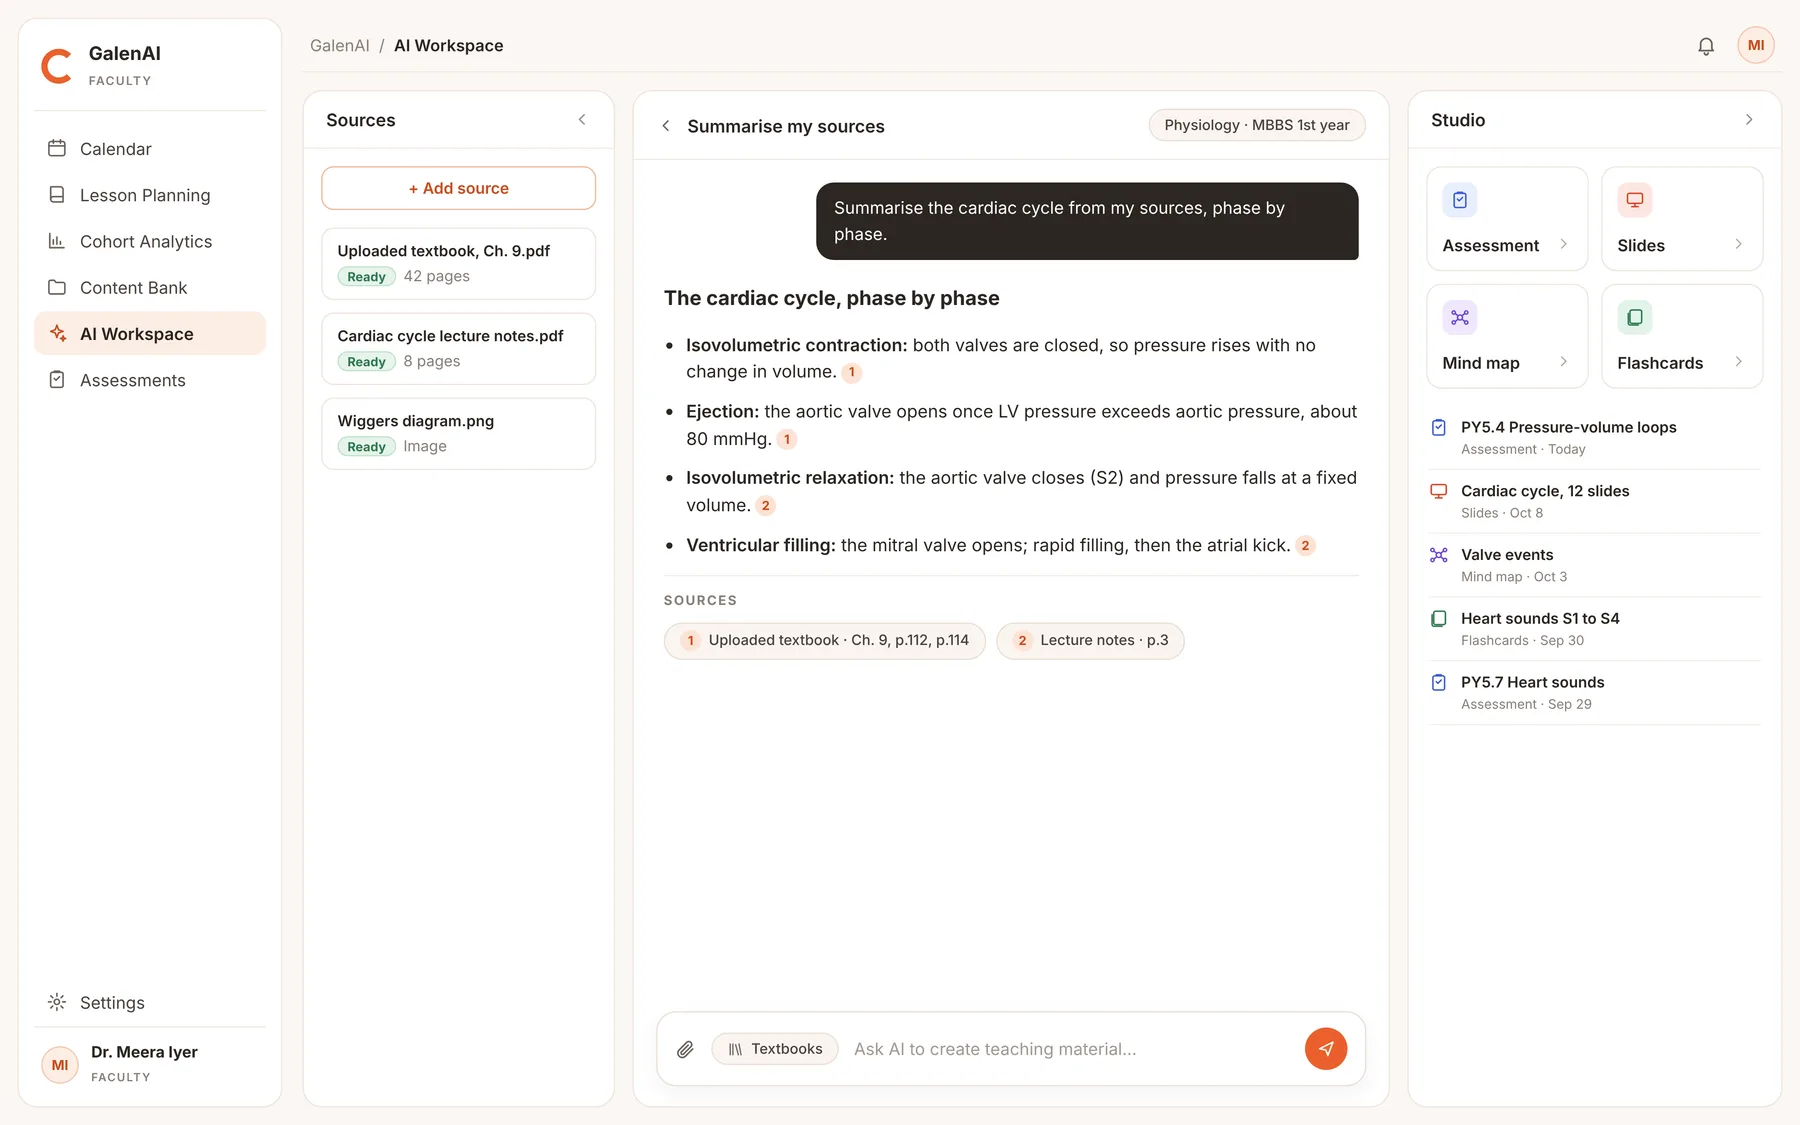 GalenAI
FACULTY
Calendar
Lesson Planning
Cohort Analytics
Content Bank
AI Workspace
Assessments
Settings
MI
Dr. Meera Iyer
FACULTY
GalenAI / AI Workspace
MI
Sources
+ Add source
Uploaded textbook, Ch. 9.pdf
Ready 42 pages
Cardiac cycle lecture notes.pdf
Ready 8 pages
Wiggers diagram.png
Ready Image
Summarise my sources
Physiology · MBBS 1st year
Summarise the cardiac cycle from my sources, phase by
phase.
The cardiac cycle, phase by phase
• Isovolumetric contraction: both valves are closed, so pressure rises with no
change in volume. 1
• Ejection: the aortic valve opens once LV pressure exceeds aortic pressure, about
80 mmHg. 1
• Isovolumetric relaxation: the aortic valve closes (S2) and pressure falls at a fixed
volume. 2
• Ventricular filling: the mitral valve opens; rapid filling, then the atrial kick. 2
SOURCES
1 Uploaded textbook · Ch. 9, p.112, p.114
2 Lecture notes · p.3
Textbooks
Ask AI to create teaching material...
Studio
Assessment
Slides
Mind map
Flashcards
PY5.4 Pressure-volume loops
Assessment · Today
Cardiac cycle, 12 slides
Slides · Oct 8
Valve events
Mind map · Oct 3
Heart sounds S1 to S4
Flashcards · Sep 30
PY5.7 Heart sounds
Assessment · Sep 29